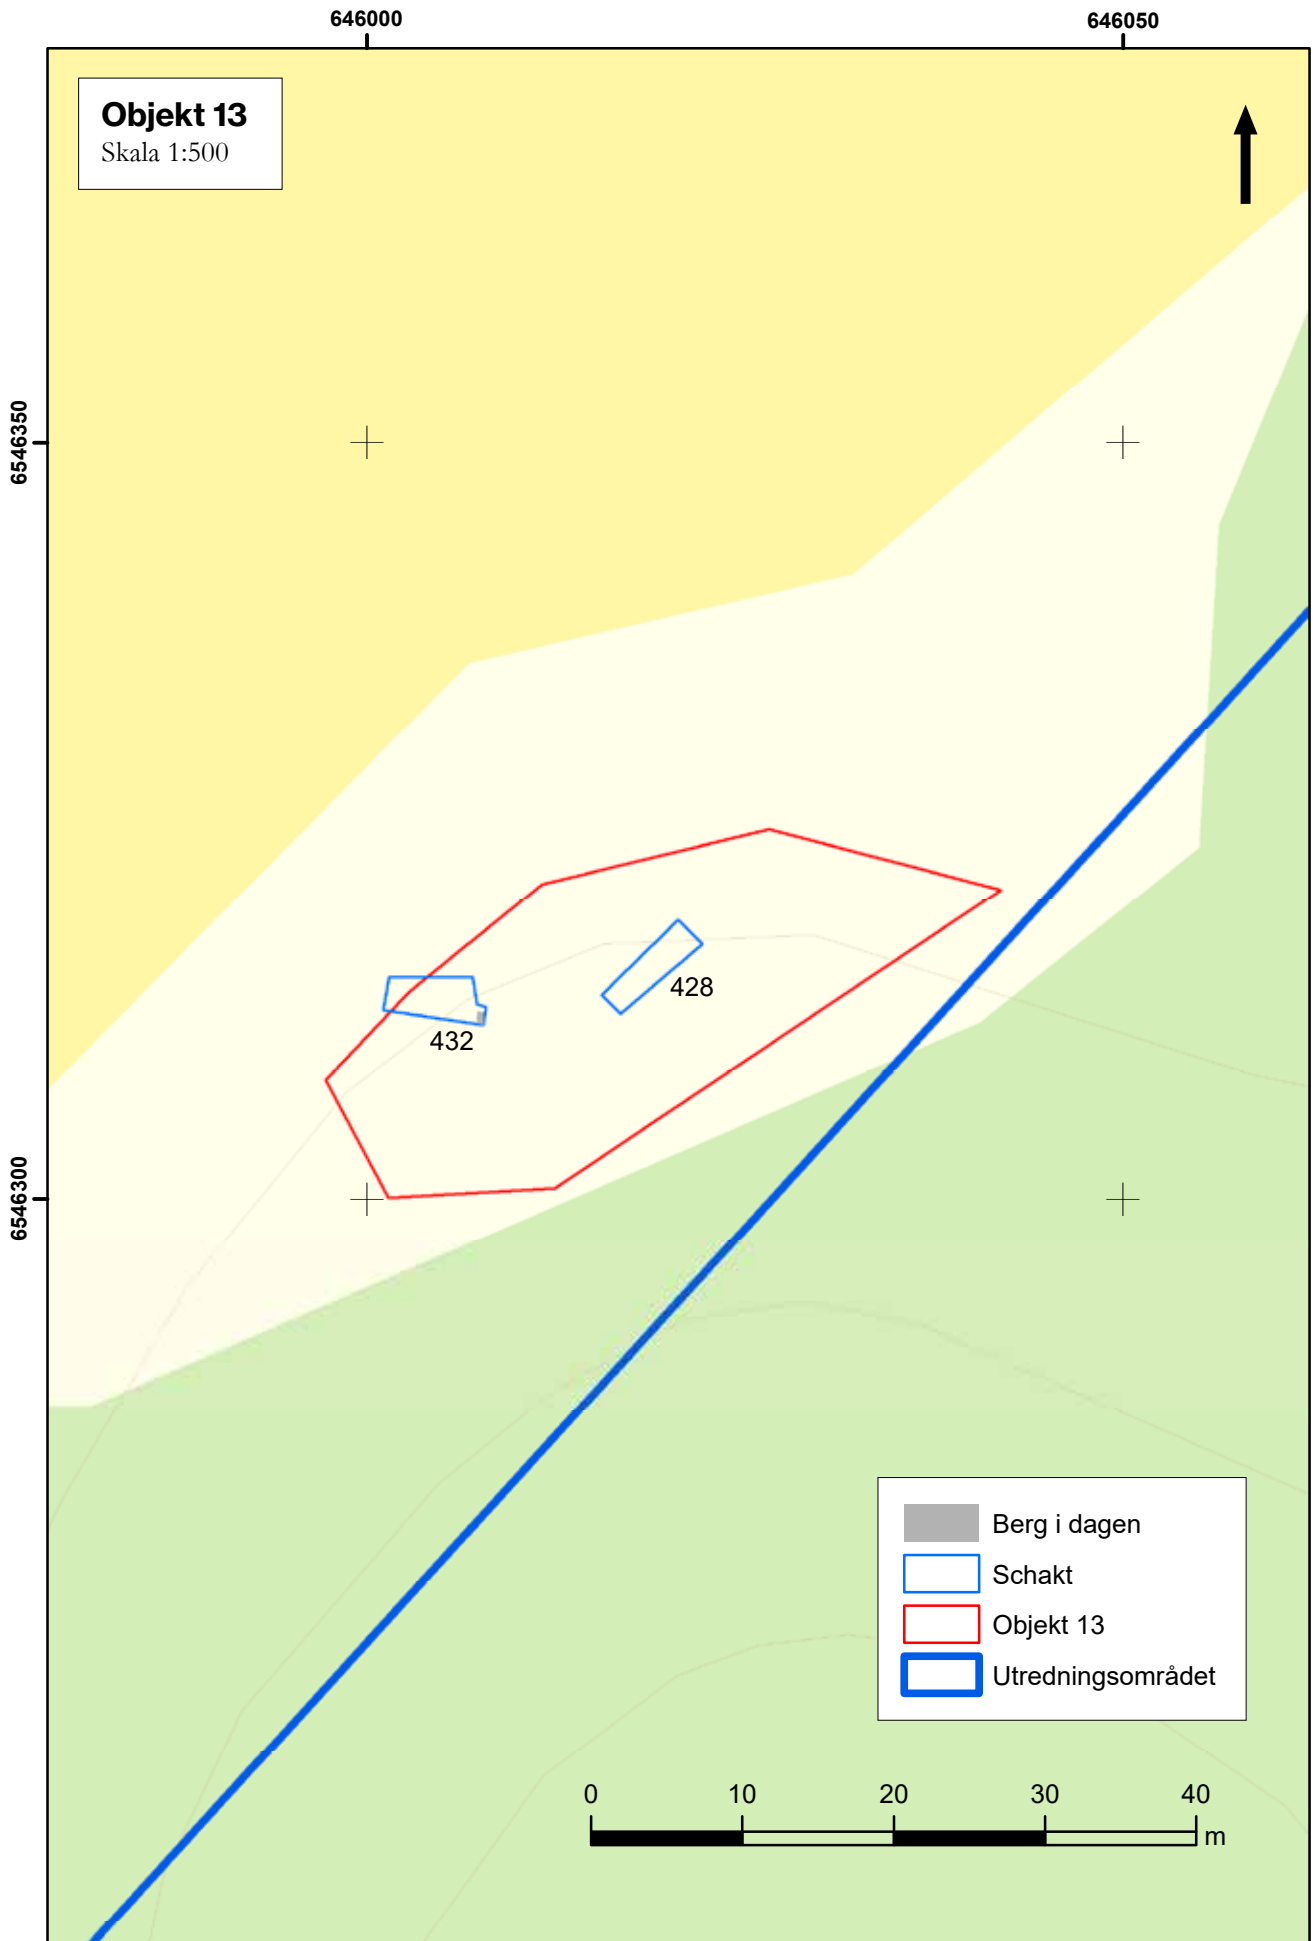 646000
646050
Objekt 13
Skala 1:500
6546350
428
432
6546300
Berg i dagen
Schakt
Objekt 13
Utredningsområdet
0 10 20 30 40
m